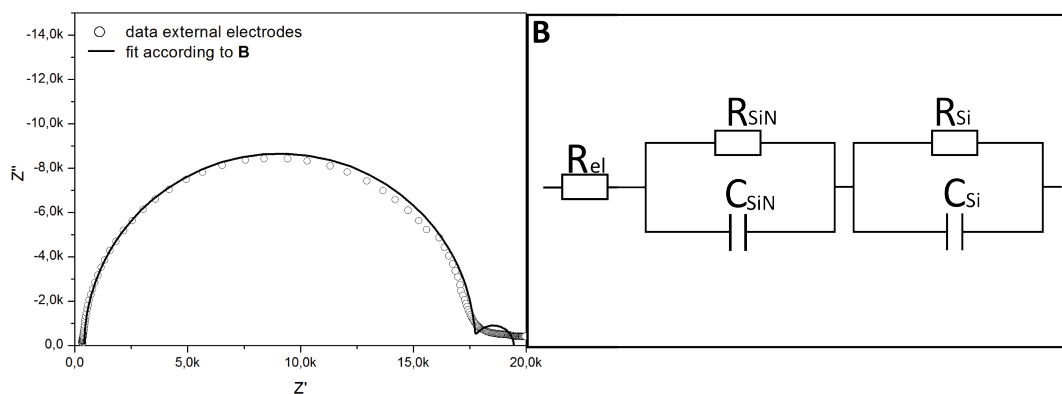 -14,0k
-12,0k
-10,0k
-8,0k
-6,0k
-4,0k
-2,0k
0,0
Z''
data external electrodes
fit according to B
0,0
5,0k
10,0k
15,0k
20,0k
Z'
B
Rel
RSiN
CSiN
RSi
CSi